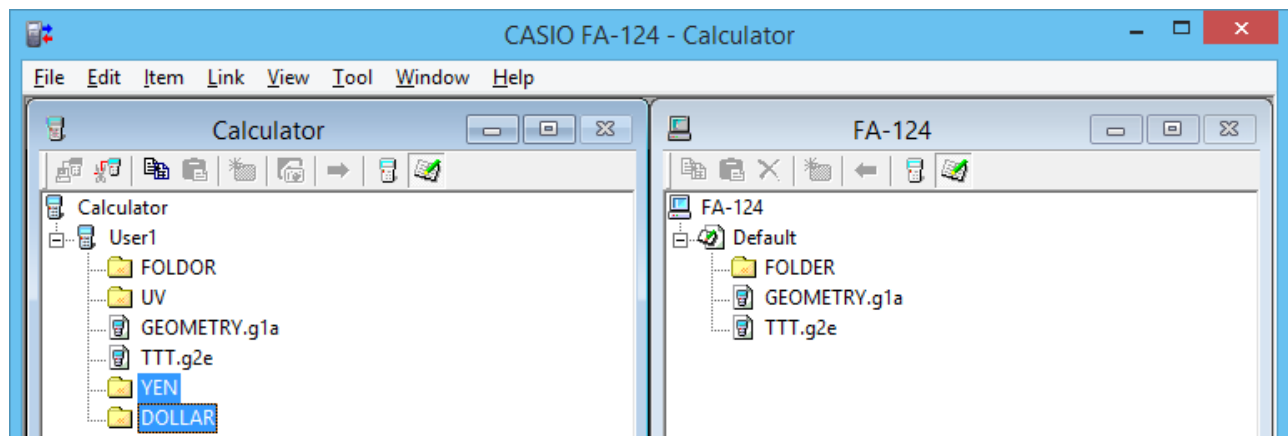 CASIO FA-124 - Calculator
File Edit Item Link View Tool Window Help
Calculator
Calculator
User1
FOLDOR
UV
GEOMETRY.g1a
TTT.g2e
YEN
DOLLAR
FA-124
FA-124
Default
FOLDER
GEOMETRY.g1a
TTT.g2e